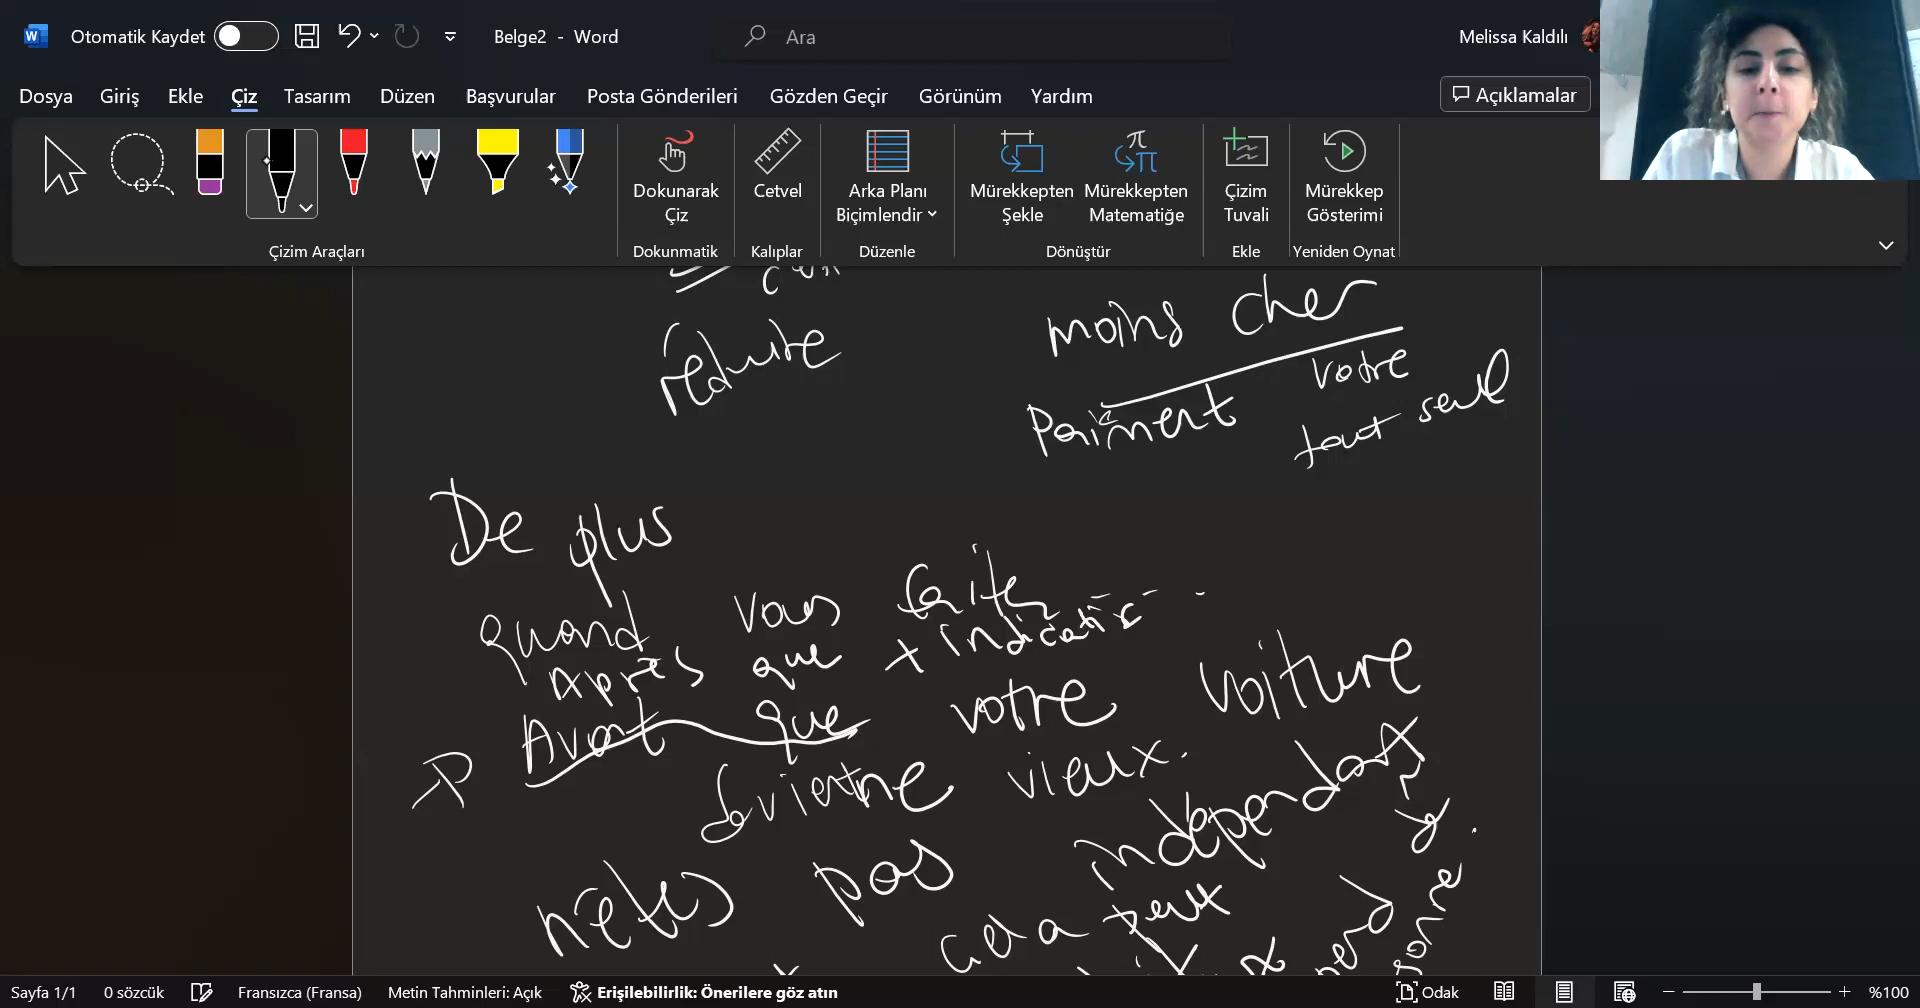 Otomatik Kaydet
Belge2 - Word
Ara
Melissa Kaldılı
Dosya Giriş Ekle Çiz Tasarım Düzen Başvurular Posta Gönderileri Gözden Geçir Görünüm Yardım
Açıklamalar
Dokunarak Çiz
Cetvel
Arka Planı Biçimlendir
Mürekkepten Şekle
Mürekkepten Matematiğe
Çizim Tuvali
Mürekkep Gösterimi
Çizim Araçları Dokunmatik Kalıplar Düzenle Dönüştür Ekle Yeniden Oynat
moins cher
réduire
votre
Paiement
tout seul
De plus
quand vous faites
Après que + indicatif
Avant que votre voiture
devienne vieux.
n'êtes pas indépendant
cela peut
Sayfa 1/1 0 sözcük Fransızca (Fransa) Metin Tahminleri: Açık Erişilebilirlik: Önerilere göz atın Odak %100